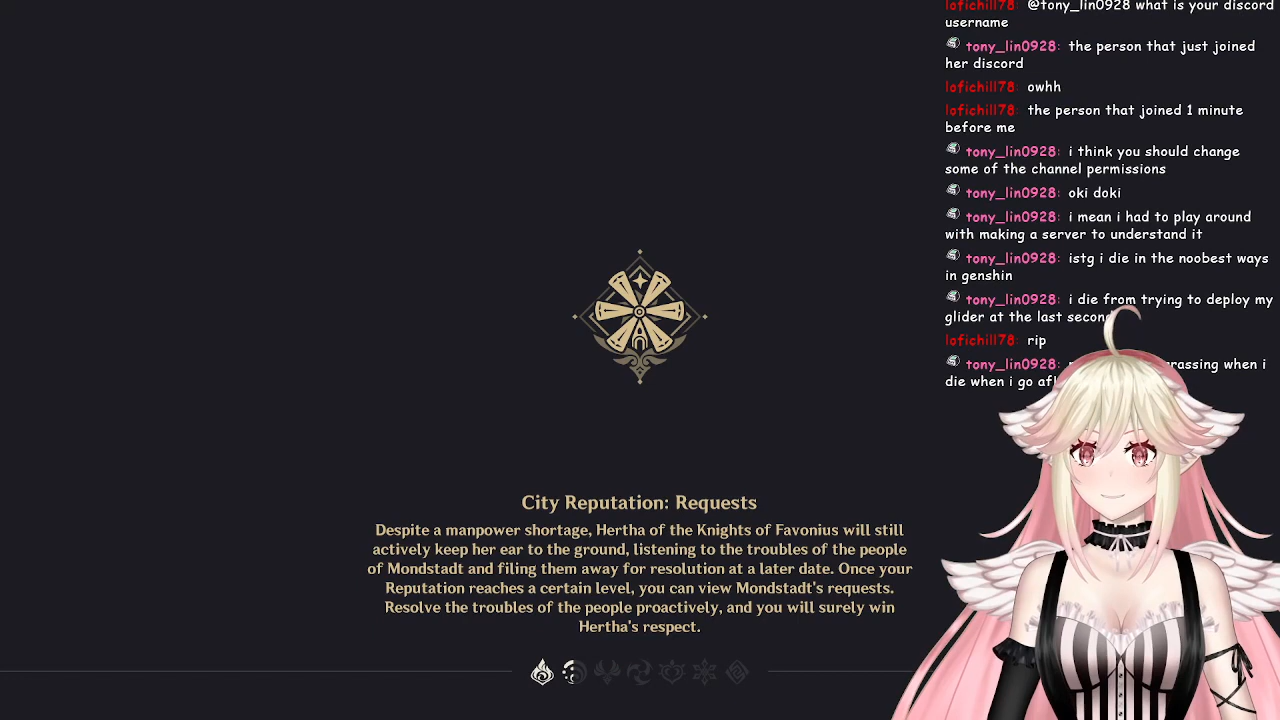 lofichill78: @tony_lin0928 what is your discord
username
tony_lin0928: the person that just joined
her discord
lofichill78: owhh
lofichill78: the person that joined 1 minute
before me
tony_lin0928: i think you should change
some of the channel permissions
tony_lin0928: oki doki
tony_lin0928: i mean i had to play around
with making a server to understand it
tony_lin0928: istg i die in the noobest ways
in genshin
tony_lin0928: i die from trying to deploy my
glider at the last second
lofichill78: rip
tony_lin0928: when i
die when i go
City Reputation: Requests
Despite a manpower shortage, Hertha of the Knights of Favonius will still
actively keep her ear to the ground, listening to the troubles of the people
of Mondstadt and filing them away for resolution at a later date. Once your
Reputation reaches a certain level, you can view Mondstadt's requests.
Resolve the troubles of the people proactively, and you will surely win
Hertha's respect.